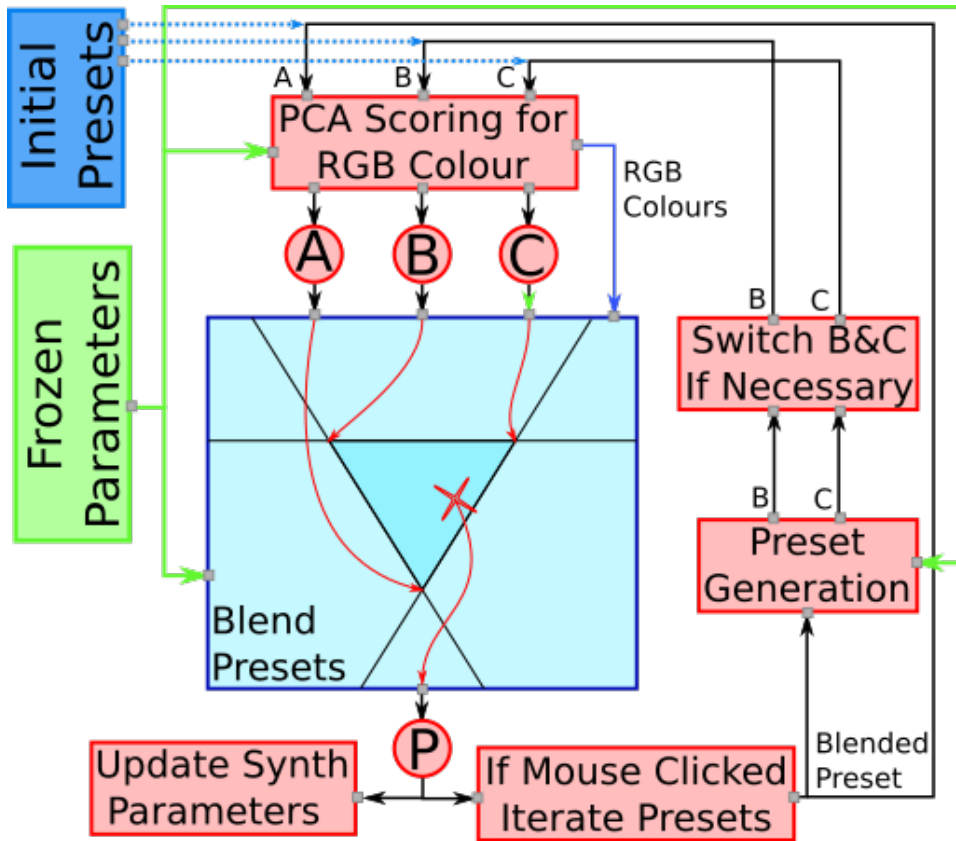 Initial
Presets
A
B
C
PCA Scoring for
RGB Colour
RGB
Colours
A
B
C
Frozen
Parameters
B
C
Switch B&C
If Necessary
B
C
Preset
Generation
Blend
Presets
P
Update Synth
Parameters
If Mouse Clicked
Iterate Presets
Blended
Preset